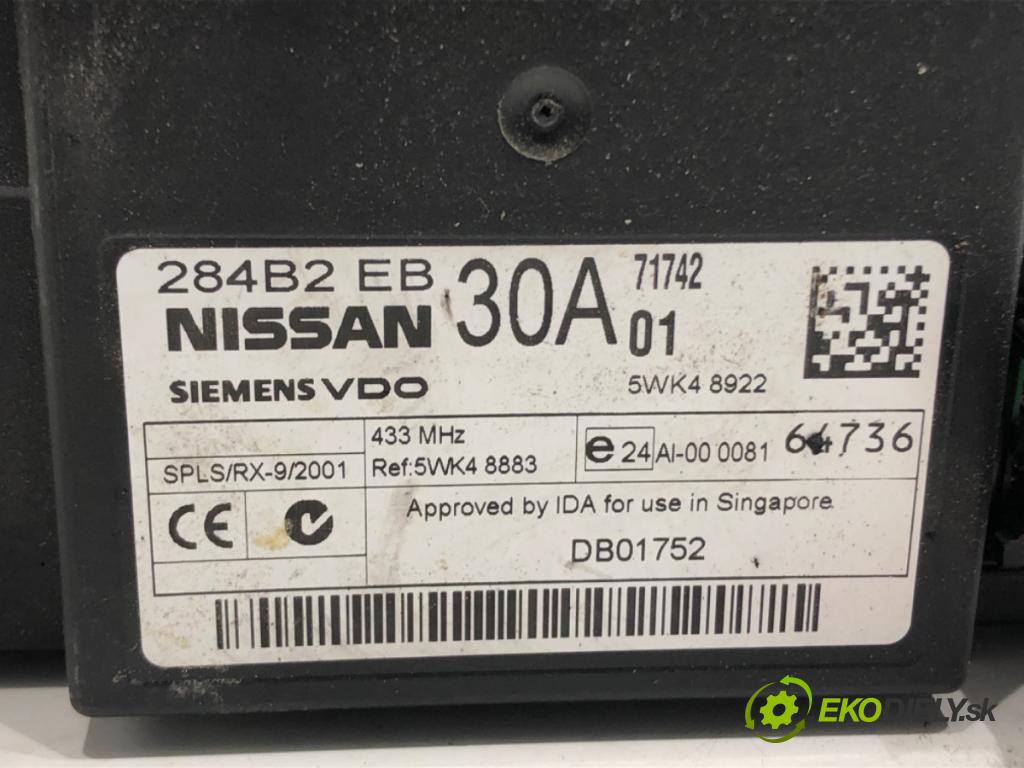 284B2 EB 30A 71742
NISSAN 01
SIEMENS VDO 5WK4 8922
433 MHz
SPLS/RX-9/2001 Ref:5WK4 8883 e 24 AI-00 0081 64736
CE
Approved by IDA for use in Singapore
DB01752
EKODIELY.sk